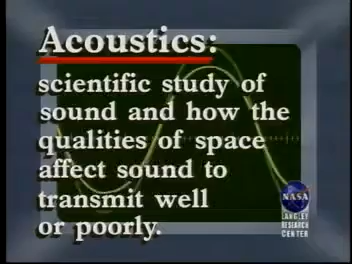 Acoustics:
scientific study of
sound and how the
qualities of space
affect sound to
transmit well
or poorly.
NASA
LANGLEY
RESEARCH
CENTER